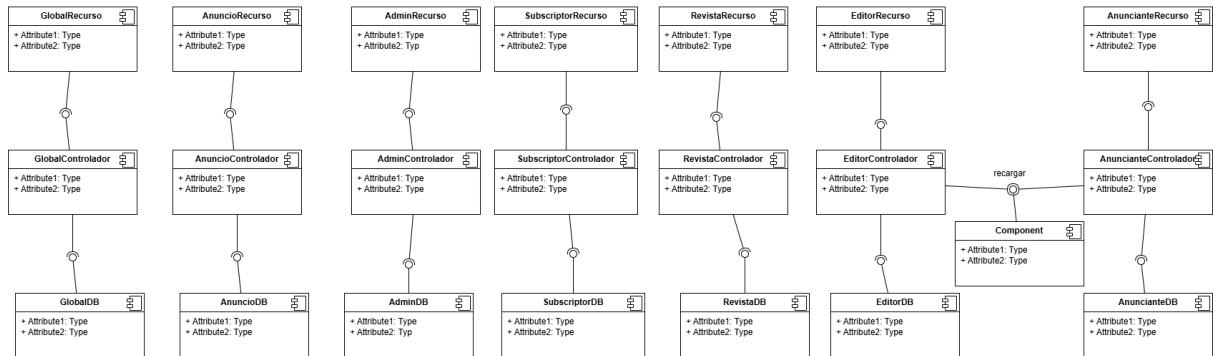 GlobalRecurso
+ Attribute1: Type
+ Attribute2: Type
AnuncioRecurso
+ Attribute1: Type
+ Attribute2: Type
AdminRecurso
+ Attribute1: Type
+ Attribute2: Typ
SubscriptorRecurso
+ Attribute1: Type
+ Attribute2: Type
RevistaRecurso
+ Attribute1: Type
+ Attribute2: Type
EditorRecurso
+ Attribute1: Type
+ Attribute2: Type
AnuncianteRecurso
+ Attribute1: Type
+ Attribute2: Type
GlobalControlador
+ Attribute1: Type
+ Attribute2: Type
AnuncioControlador
+ Attribute1: Type
+ Attribute2: Type
AdminControlador
+ Attribute1: Type
+ Attribute2: Type
SubscriptorControlador
+ Attribute1: Type
+ Attribute2: Type
RevistaControlador
+ Attribute1: Type
+ Attribute2: Type
EditorControlador
+ Attribute1: Type
+ Attribute2: Type
recargar
AnuncianteControlador
+ Attribute1: Type
+ Attribute2: Type
Component
+ Attribute1: Type
+ Attribute2: Type
GlobalDB
+ Attribute1: Type
+ Attribute2: Type
AnuncioDB
+ Attribute1: Type
+ Attribute2: Type
AdminDB
+ Attribute1: Type
+ Attribute2: Typ
SubscriptorDB
+ Attribute1: Type
+ Attribute2: Type
RevistaDB
+ Attribute1: Type
+ Attribute2: Type
EditorDB
+ Attribute1: Type
+ Attribute2: Type
AnuncianteDB
+ Attribute1: Type
+ Attribute2: Type